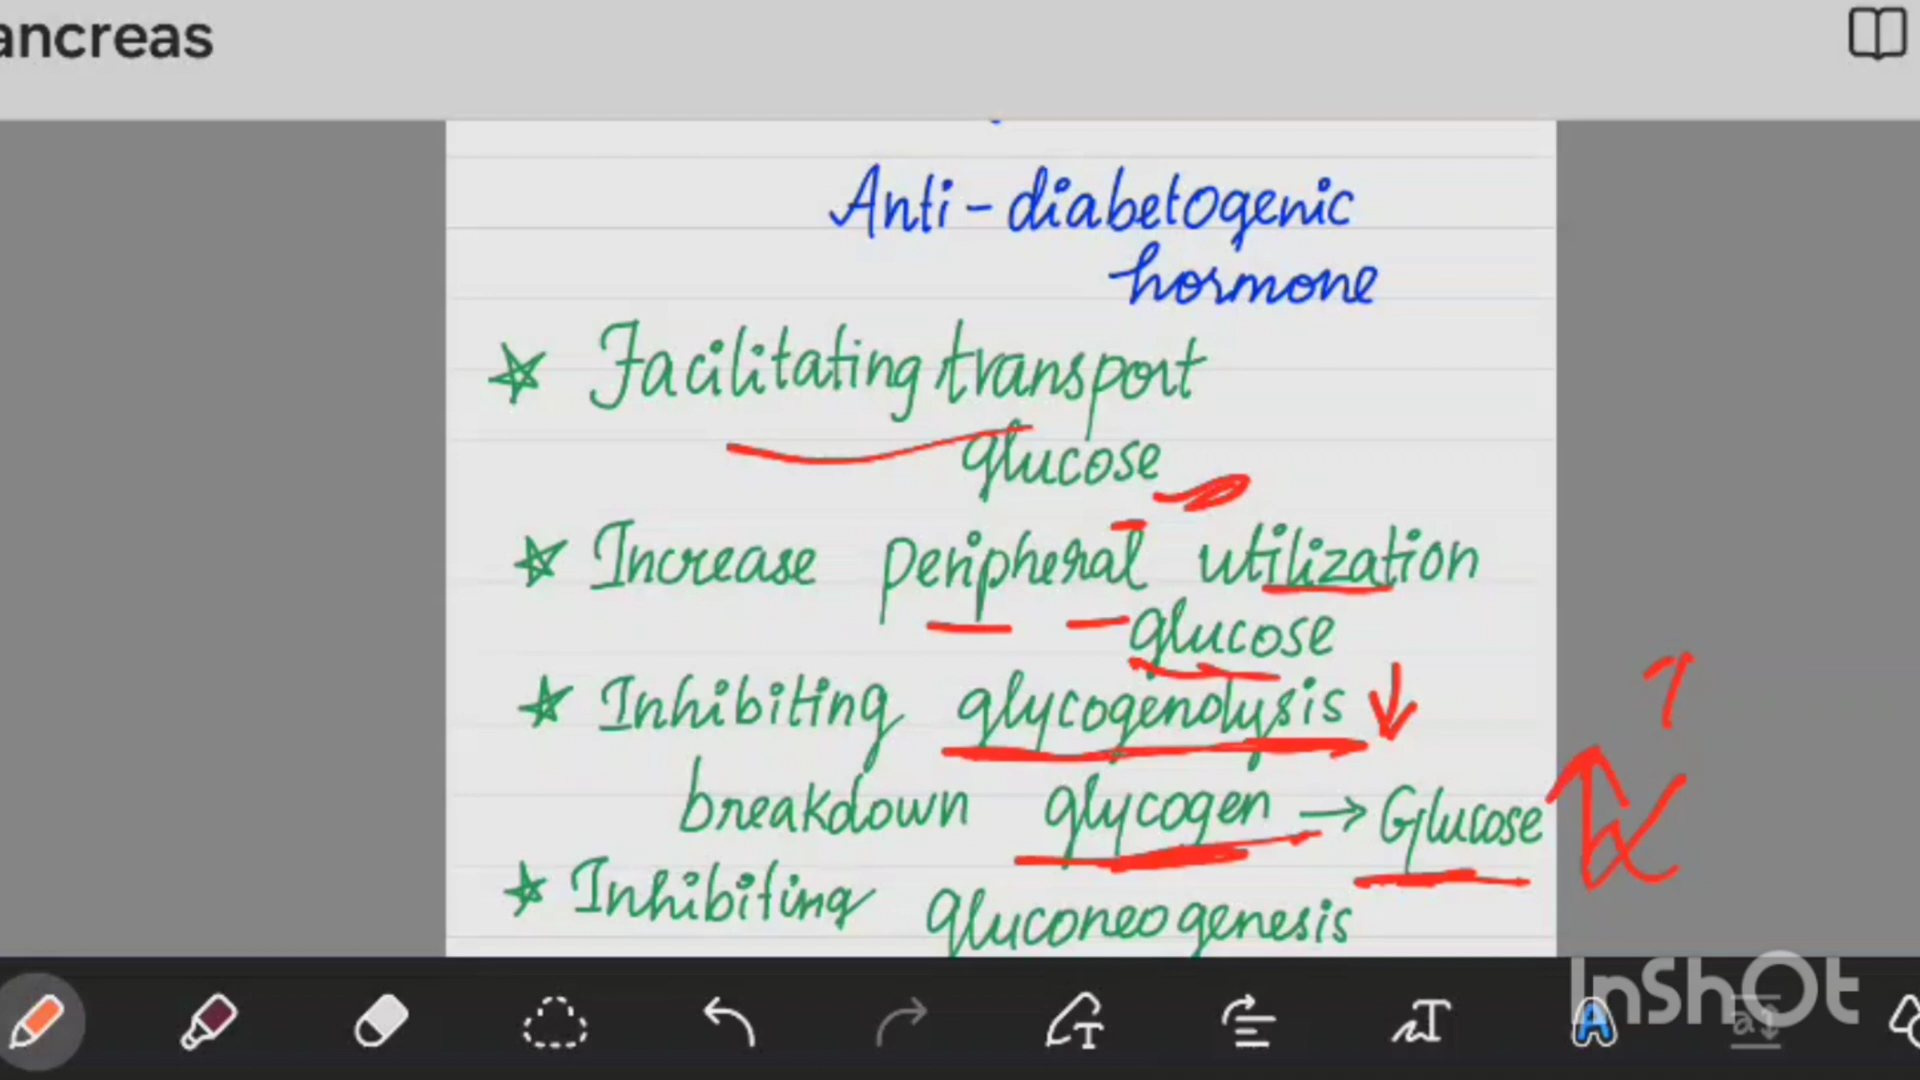 ancreas
Anti-diabetogenic
hormone
Facilitating transport
glucose
Increase peripheral utilization
glucose
Inhibiting glycogenolysis ↓
breakdown glycogen → Glucose
Inhibiting gluconeogenesis
InShOt